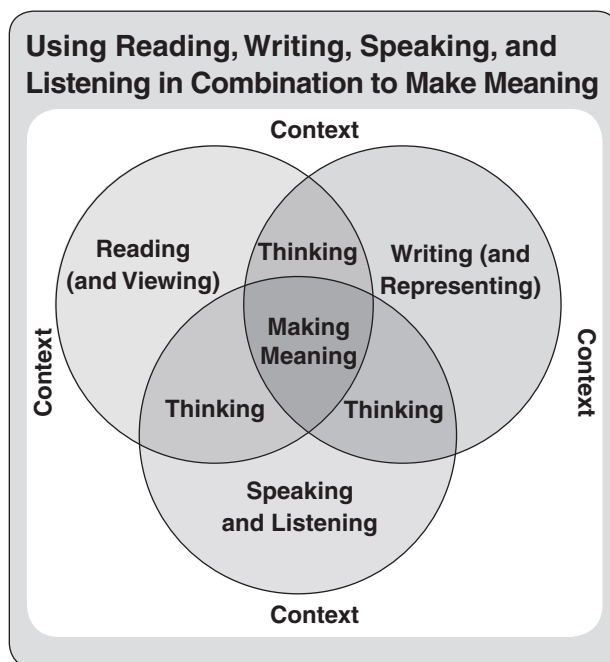 Using Reading, Writing, Speaking, and
Listening in Combination to Make Meaning
Context
Reading
(and Viewing)
Thinking
Writing (and
Representing)
Making
Meaning
Context
Context
Thinking
Thinking
Speaking
and Listening
Context